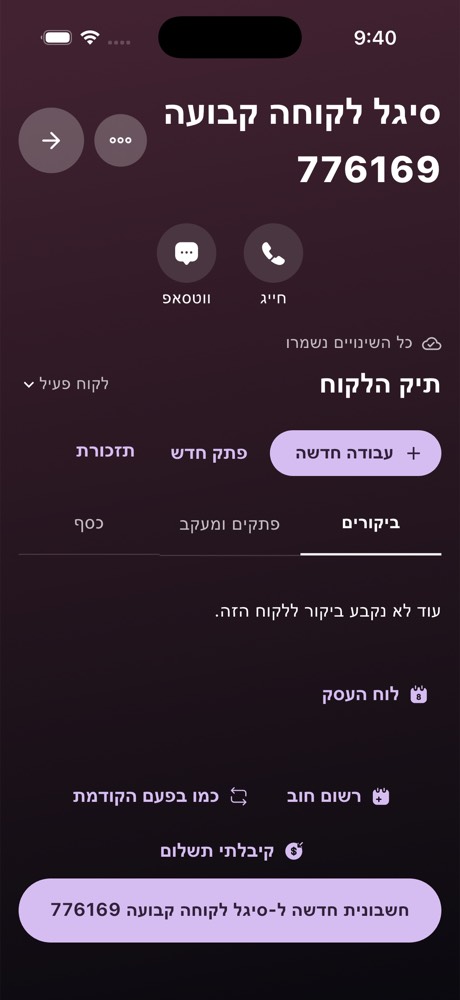 9:40
סיגל לקוחה קבועה
776169
חייג
ווטסאפ
כל השינויים נשמרו
תיק הלקוח
לקוח פעיל
עבודה חדשה
פתק חדש
תזכורת
ביקורים
פתקים ומעקב
כסף
עוד לא נקבע ביקור ללקוח הזה.
8
לוח העסק
רשום חוב
כמו בפעם הקודמת
$
קיבלתי תשלום
חשבונית חדשה ל-סיגל לקוחה קבועה 776169